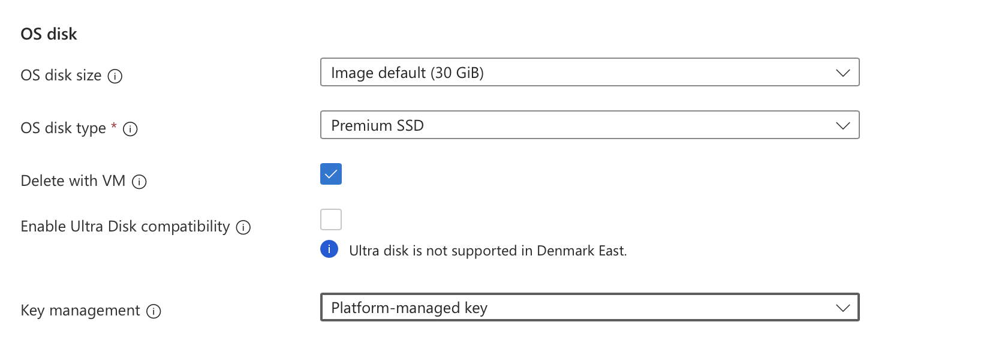 OS disk
OS disk size
Image default (30 GiB)
OS disk type *
Premium SSD
Delete with VM
Enable Ultra Disk compatibility
Ultra disk is not supported in Denmark East.
Key management
Platform-managed key